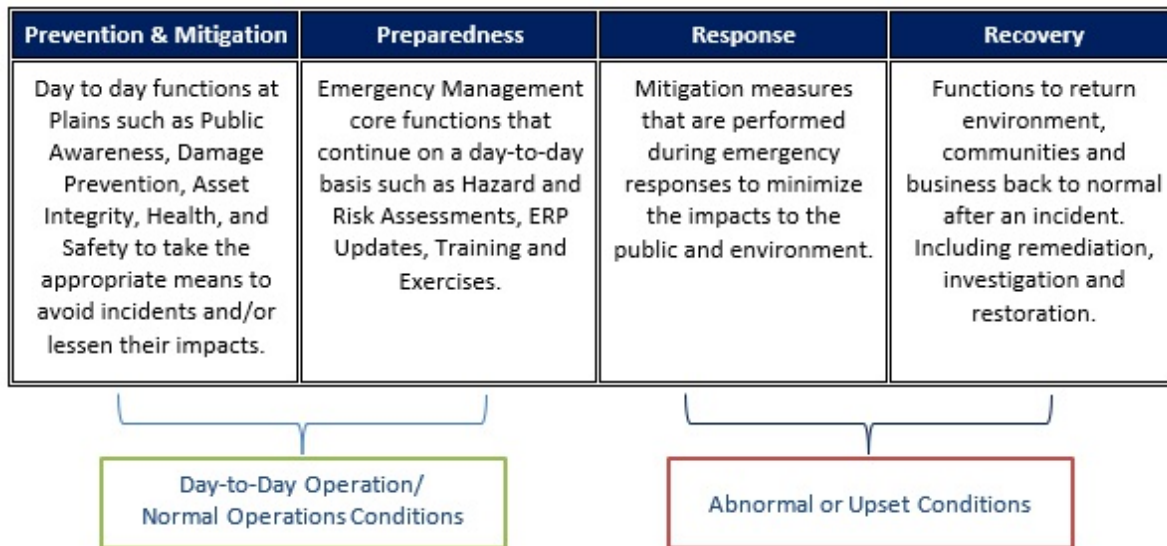 Prevention & Mitigation
Preparedness
Response
Recovery
Day to day functions at
Plains such as Public
Awareness, Damage
Prevention, Asset
Integrity, Health, and
Safety to take the
appropriate means to
avoid incidents and/or
lessen their impacts.
Emergency Management
core functions that
continue on a day-to-day
basis such as Hazard and
Risk Assessments, ERP
Updates, Training and
Exercises.
Mitigation measures
that are performed
during emergency
responses to minimize
the impacts to the
public and environment.
Functions to return
environment,
communities and
business back to normal
after an incident.
Including remediation,
investigation and
restoration.
Day-to-Day Operation/
Normal Operations Conditions
Abnormal or Upset Conditions